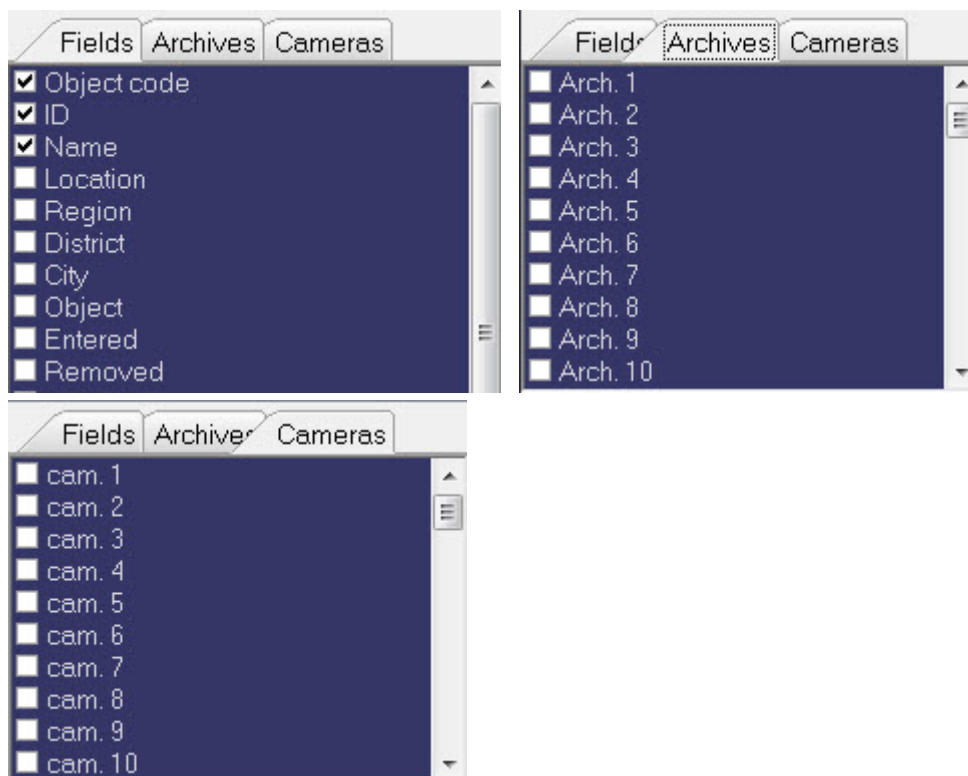 Fields Archives Cameras
Object code
ID
Name
Location
Region
District
City
Object
Entered
Removed
Field Archives Cameras
Arch. 1
Arch. 2
Arch. 3
Arch. 4
Arch. 5
Arch. 6
Arch. 7
Arch. 8
Arch. 9
Arch. 10
Fields Archive Cameras
cam. 1
cam. 2
cam. 3
cam. 4
cam. 5
cam. 6
cam. 7
cam. 8
cam. 9
cam. 10